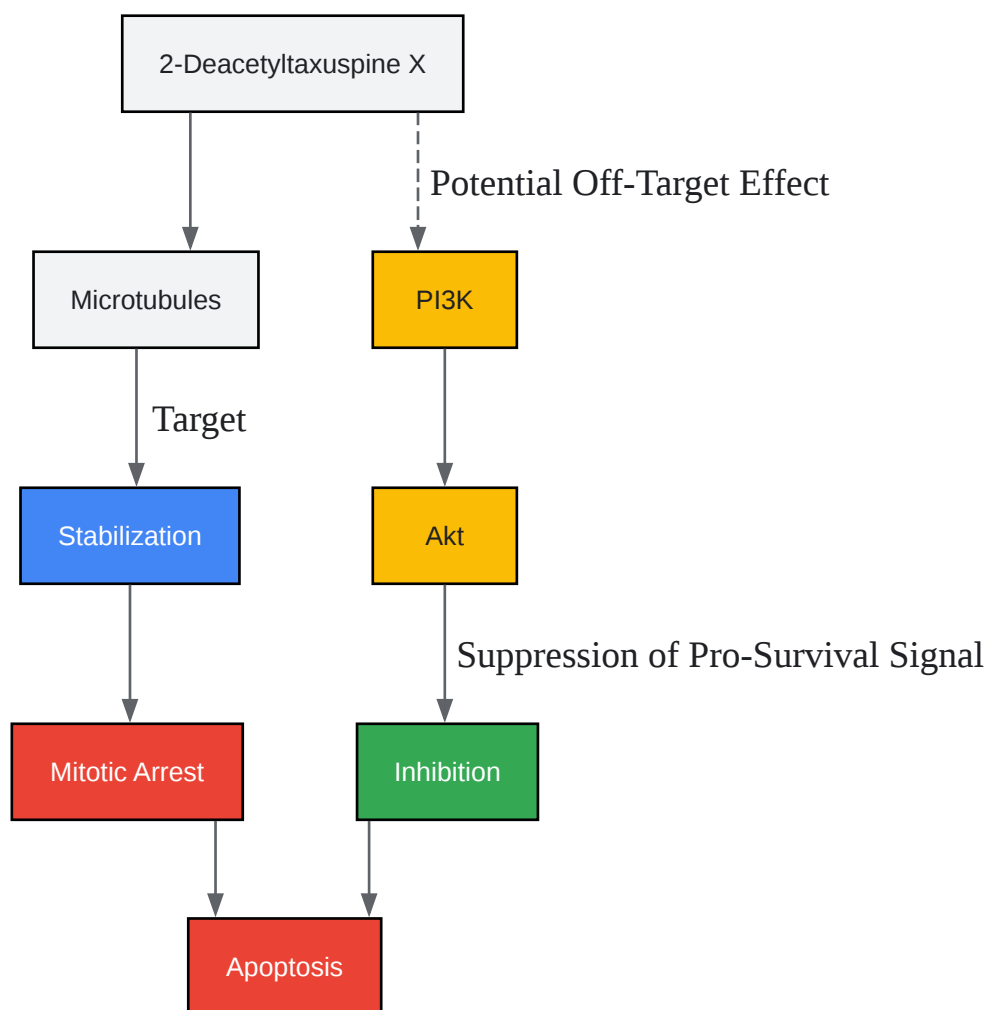 2-Deacetyltaxuspine X
Potential Off-Target Effect
Microtubules
PI3K
Target
Stabilization
Akt
Suppression of Pro-Survival Signal
Mitotic Arrest
Inhibition
Apoptosis